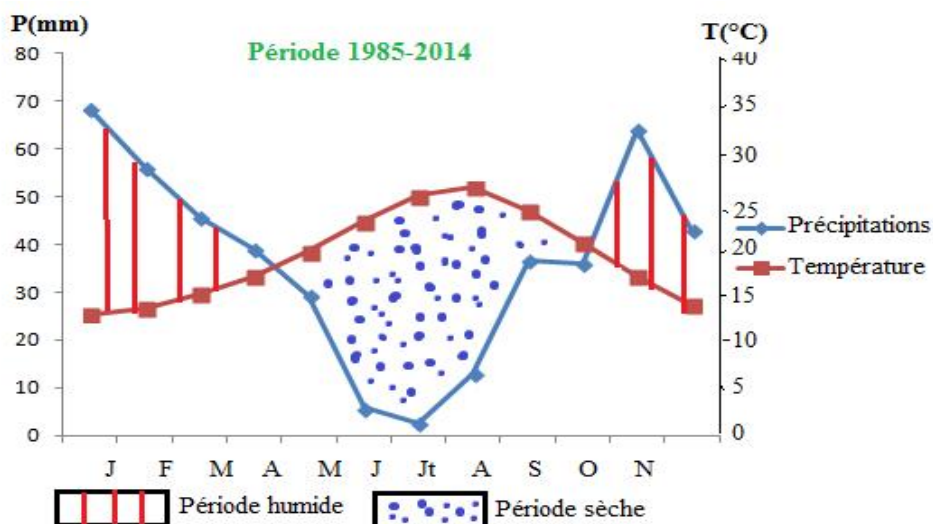 P(mm)
T(°C)
Période 1985-2014
80
70
60
50
40
30
20
10
0
40
35
30
25
20
15
-10
5
0
Précipitations
Température
J F M A M J Jt A S O N
Période humide
Période sèche